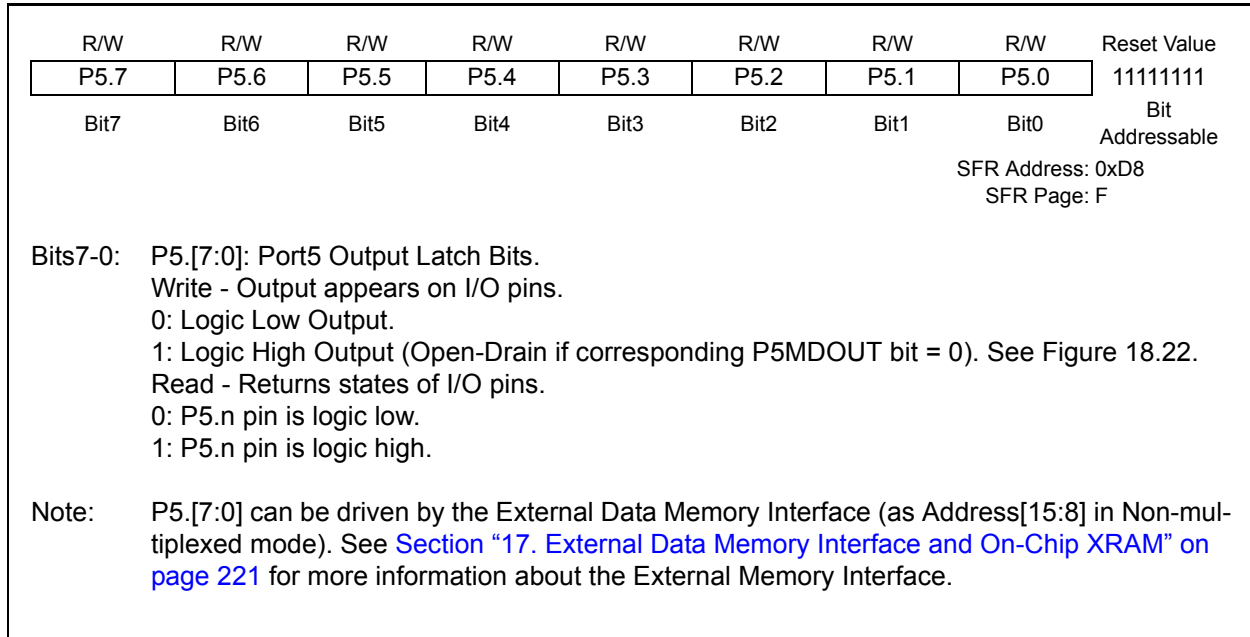 R/W R/W R/W R/W R/W R/W R/W R/W Reset Value
P5.7 P5.6 P5.5 P5.4 P5.3 P5.2 P5.1 P5.0 11111111
Bit7 Bit6 Bit5 Bit4 Bit3 Bit2 Bit1 Bit0 Bit
Addressable
SFR Address: 0xD8
SFR Page: F
Bits7-0: P5.[7:0]: Port5 Output Latch Bits.
Write - Output appears on I/O pins.
0: Logic Low Output.
1: Logic High Output (Open-Drain if corresponding P5MDOUT bit = 0). See Figure 18.22.
Read - Returns states of I/O pins.
0: P5.n pin is logic low.
1: P5.n pin is logic high.
Note: P5.[7:0] can be driven by the External Data Memory Interface (as Address[15:8] in Non-mul-
tiplexed mode). See Section “17. External Data Memory Interface and On-Chip XRAM” on
page 221 for more information about the External Memory Interface.